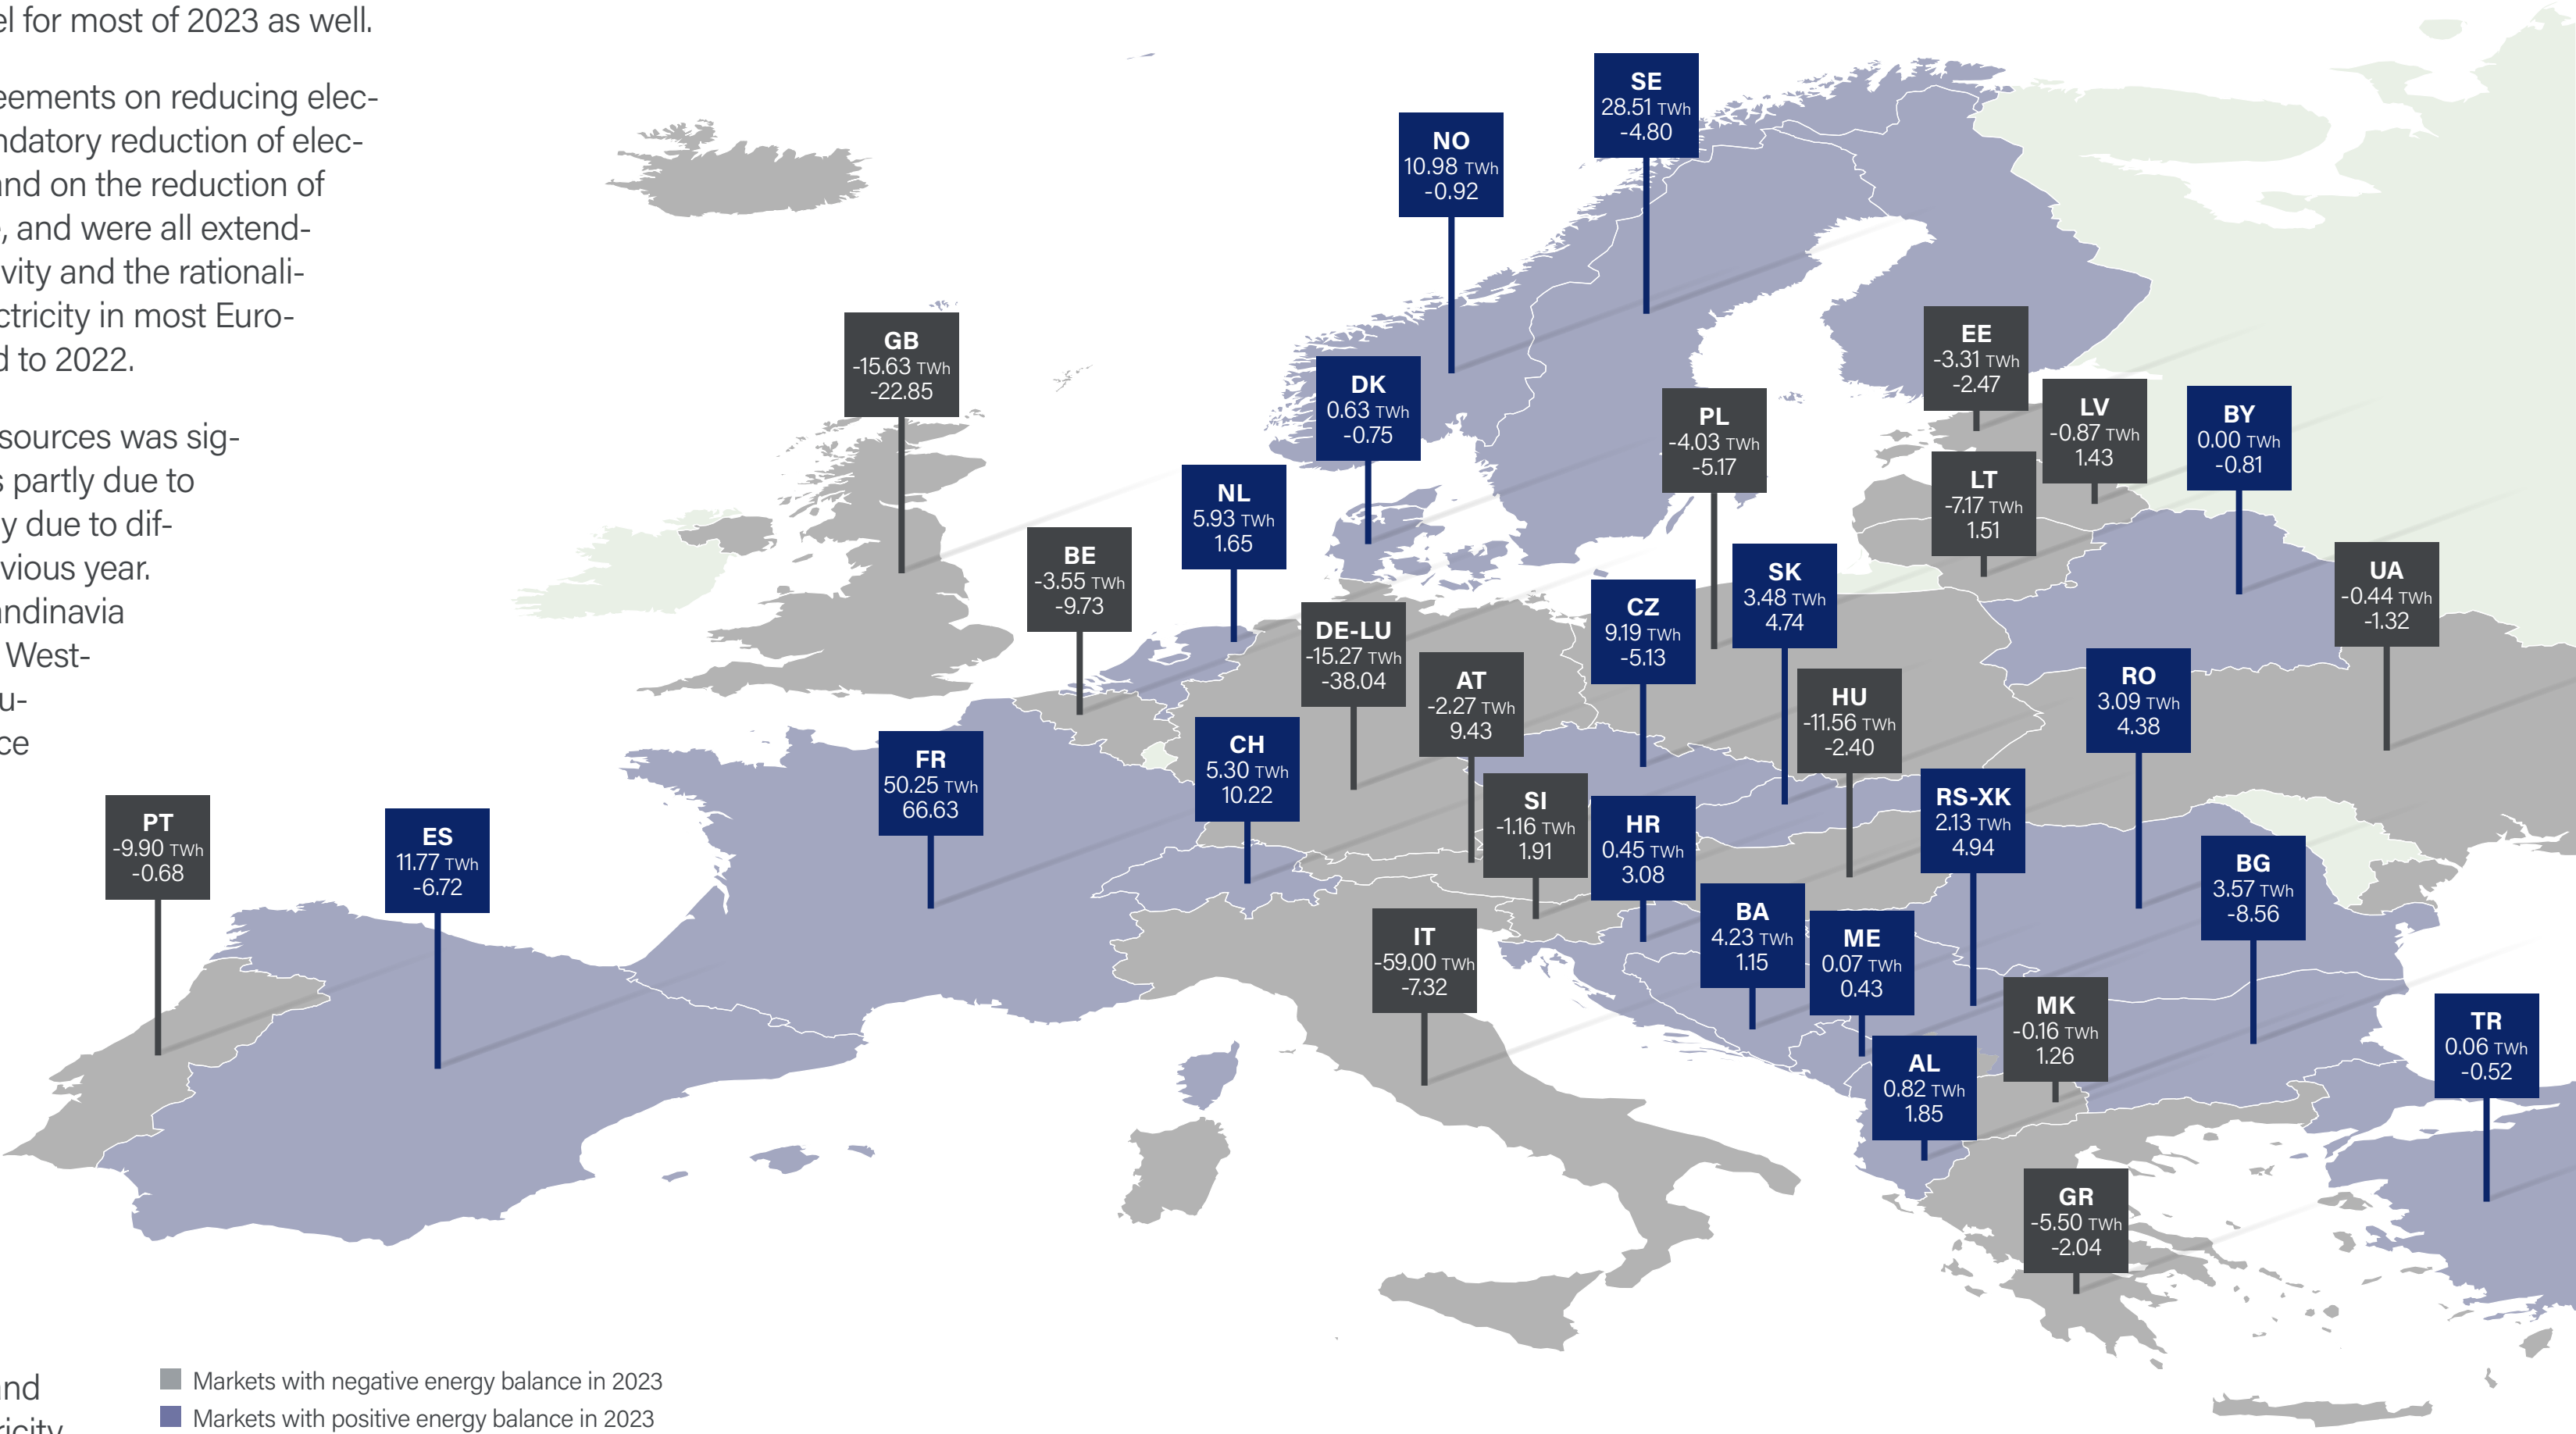 el for most of 2023 as well.
eements on reducing elec-
ndatory reduction of elec-
and on the reduction of
, and were all extend-
vity and the rationali-
ctricity in most Euro-
d to 2022.
sources was sig-
s partly due to
y due to dif-
vious year.
andinavia
West-
u-
ce
and
ricity
SE
28.51 TWh
-4.80
NO
10.98 TWh
-0.92
GB
-15.63 TWh
-22.85
EE
-3.31 TWh
-2.47
DK
0.63 TWh
-0.75
LV
-0.87 TWh
1.43
BY
0.00 TWh
-0.81
PL
-4.03 TWh
-5.17
LT
-7.17 TWh
1.51
NL
5.93 TWh
1.65
BE
-3.55 TWh
-9.73
UA
-0.44 TWh
-1.32
SK
3.48 TWh
4.74
CZ
9.19 TWh
-5.13
DE-LU
-15.27 TWh
-38.04
AT
-2.27 TWh
9.43
RO
3.09 TWh
4.38
HU
-11.56 TWh
-2.40
CH
5.30 TWh
10.22
FR
50.25 TWh
66.63
SI
-1.16 TWh
1.91
RS-XK
2.13 TWh
4.94
PT
-9.90 TWh
-0.68
ES
11.77 TWh
-6.72
HR
0.45 TWh
3.08
BG
3.57 TWh
-8.56
BA
4.23 TWh
1.15
IT
-59.00 TWh
-7.32
ME
0.07 TWh
0.43
MK
-0.16 TWh
1.26
TR
0.06 TWh
-0.52
AL
0.82 TWh
1.85
GR
-5.50 TWh
-2.04
Markets with negative energy balance in 2023
Markets with positive energy balance in 2023